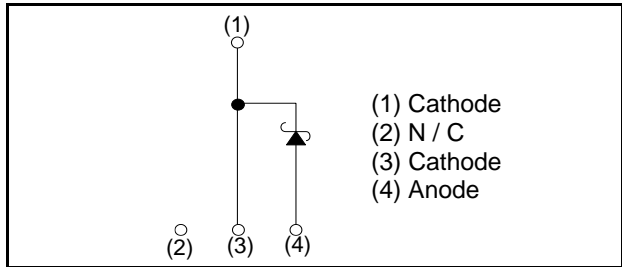 (1)
(1) Cathode
(2) N / C
(3) Cathode
(4) Anode
(2) (3) (4)